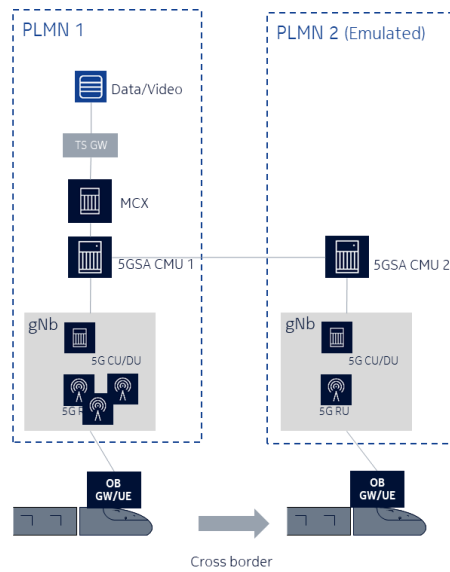 PLMN 1
Data/Video
TS GW
MCX
5GSA CMU 1
gNb
5G CU/DU
5G R
OB
GW/UE
PLMN 2 (Emulated)
5GSA CMU 2
gNb
5G CU/DU
5G RU
OB
GW/UE
Cross border